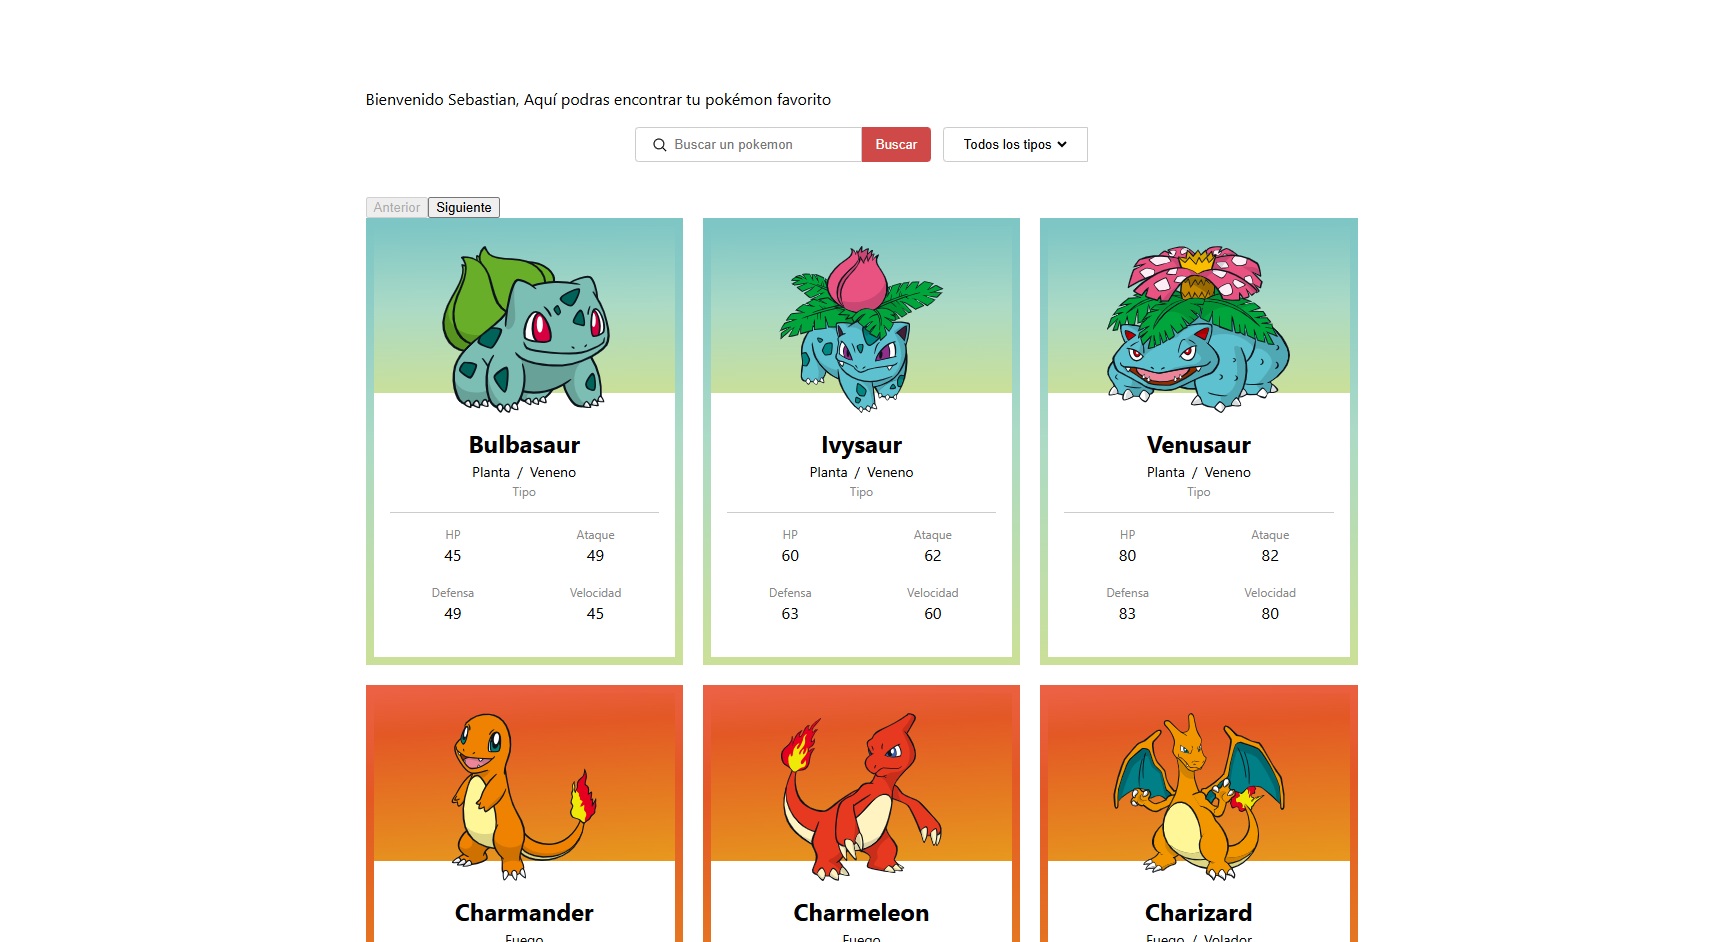 Bienvenido Sebastian, Aquí podras encontrar tu pokémon favorito
Buscar un pokemon Buscar Todos los tipos
Anterior Siguiente
Bulbasaur
Planta / Veneno
Tipo
HP Ataque
45 49
Defensa Velocidad
49 45
Ivysaur
Planta / Veneno
Tipo
HP Ataque
60 62
Defensa Velocidad
63 60
Venusaur
Planta / Veneno
Tipo
HP Ataque
80 82
Defensa Velocidad
83 80
Charmander
Fuego
Charmeleon
Fuego
Charizard
Fuego / Volador